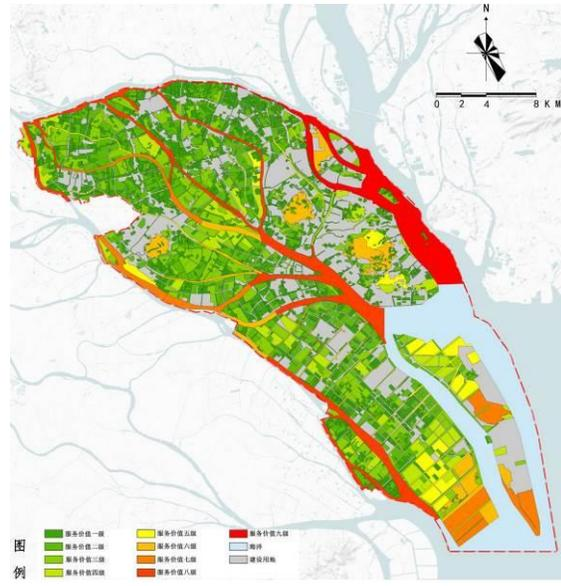 N
0 2 4 8 K M
图例
服务价值一级
服务价值二级
服务价值三级
服务价值四级
服务价值五级
服务价值六级
服务价值七级
服务价值八级
服务价值九级
海洋
建设用地